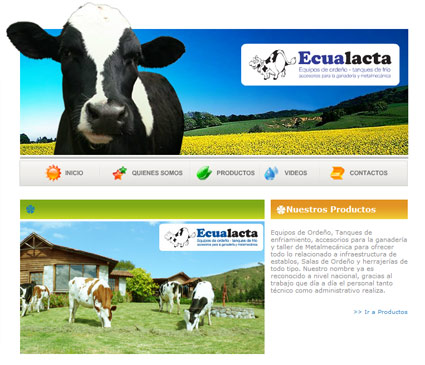 Ecualacta
Equipos de ordeño - tanques de frio
accesorios para la ganadería y metalmecánica
INICIO
QUIENES SOMOS
PRODUCTOS
VIDEOS
CONTACTOS
Ecualacta
Equipos de ordeño - tanques de frio
accesorios para la ganadería y metalmecánica
Nuestros Productos
Equipos de Ordeño, Tanques de
enfriamiento, accesorios para la ganaderia
y taller de Metalmecánica para ofrecer
todo lo relacionado a infraestructura de
establos, Salas de Ordeño y herrajerías de
todo tipo. Nuestro nombre ya es
reconocido a nivel nacional, gracias al
trabajo que día a día el personal tanto
técnico como administrativo realiza.
>> Ir a Productos